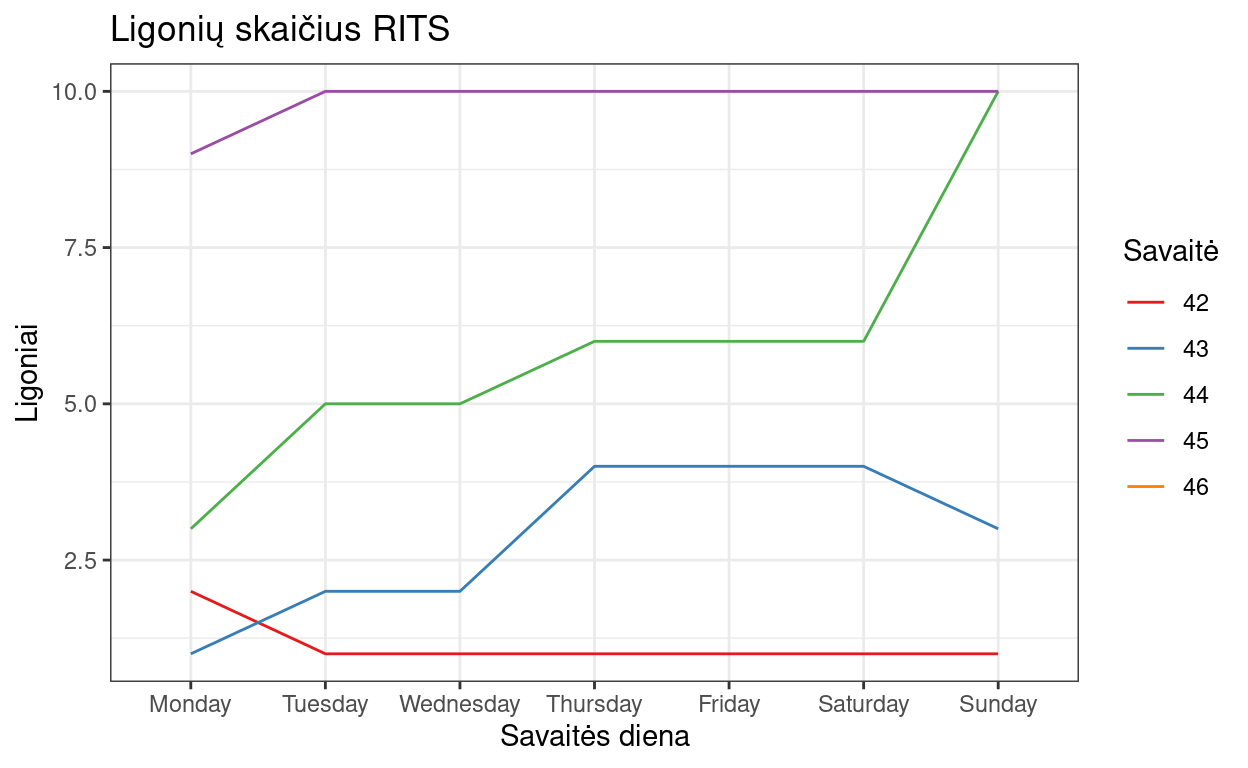 Ligonių skaičius RITS
10.0
7.5
5.0
2.5
Ligoniai
Monday Tuesday Wednesday Thursday Friday Saturday Sunday
Savaitės diena
Savaitė
42
43
44
45
46